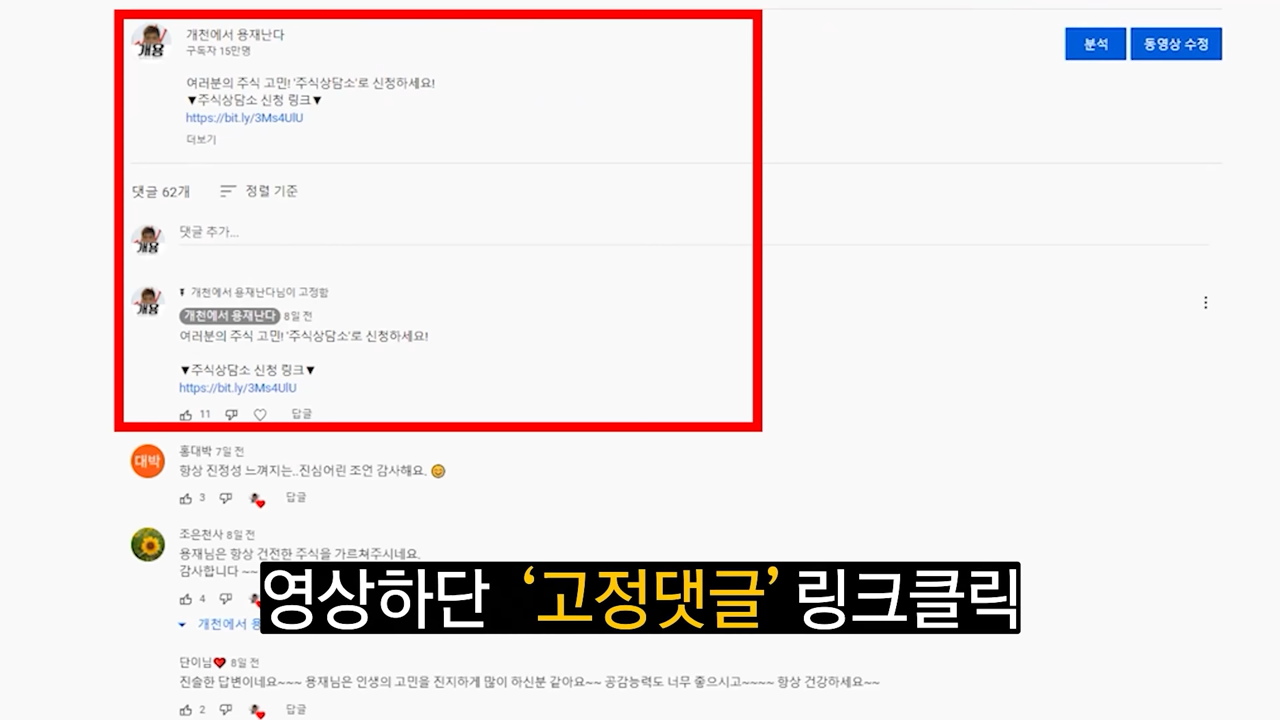 개천에서 용재난다
구독자 15만명
분석
동영상 수정
여러분의 주식 고민! '주식상담소'로 신청하세요!
▼주식상담소 신청 링크▼
https://bit.ly/3Ms4UlU
더보기
댓글 62개
정렬 기준
개용
댓글 추가...
개천에서 용재난다님이 고정함
개천에서 용재난다 8일 전
여러분의 주식 고민! '주식상담소'로 신청하세요!
▼주식상담소 신청 링크▼
https://bit.ly/3Ms4UlU
11 답글
대박
홍대박 7일 전
항상 진정성 느껴지는..진심어린 조언 감사해요. 😊
3 답글
조은천사 8일 전
용재님은 항상 건전한 주식을 가르쳐주시네요.
감사합니다 ~~
4
개천에서 용
영상하단 '고정댓글' 링크클릭
단이님❤ 8일 전
진솔한 답변이네요~~~ 용재님은 인생의 고민을 진지하게 많이 하신분 같아요~~ 공감능력도 너무 좋으시고~~~~ 항상 건강하세요~~
2 답글